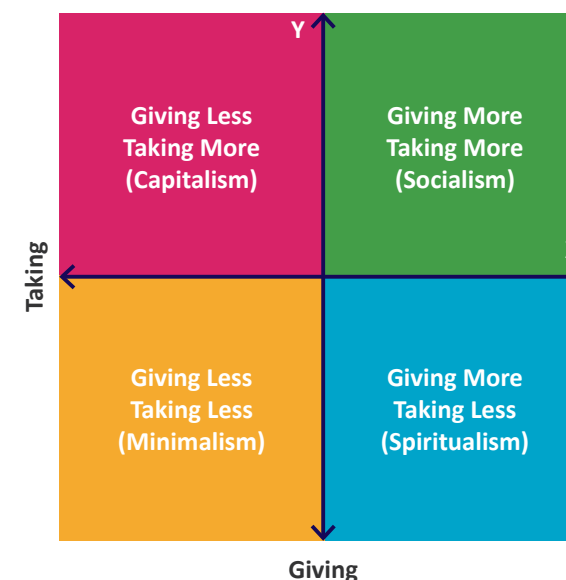 Y
Giving Less
Taking More
(Capitalism)
Giving More
Taking More
(Socialism)
Taking
Giving Less
Taking Less
(Minimalism)
Giving More
Taking Less
(Spiritualism)
Giving